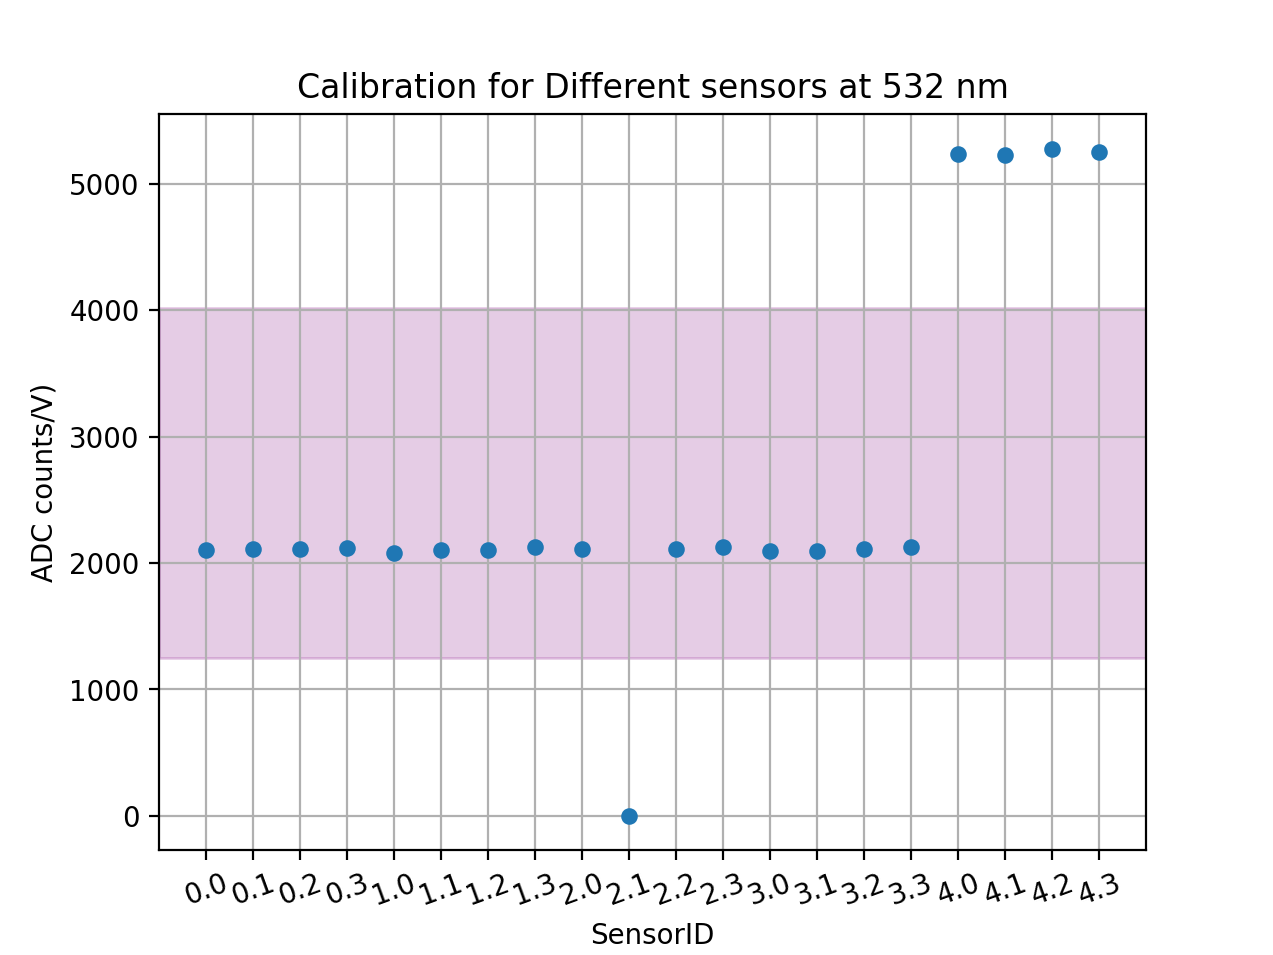 Calibration for Different sensors at 532 nm
ADC counts/V)
5000
4000
3000
2000
1000
0
0.0 0.1 0.2 0.3 1.0 1.1 1.2 1.3 2.0 2.1 2.2 2.3 3.0 3.1 3.2 3.3 4.0 4.1 4.2 4.3
SensorID